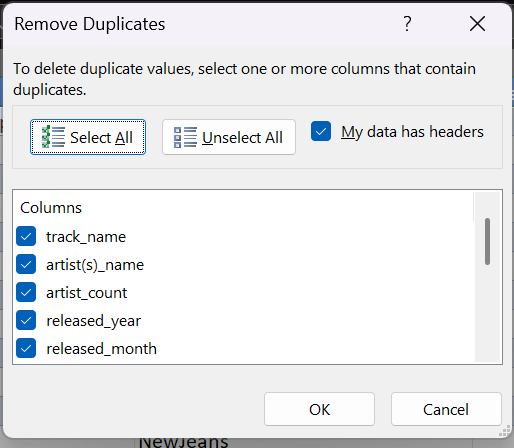 Remove Duplicates
?
To delete duplicate values, select one or more columns that contain
duplicates.
Select All
Unselect All
My data has headers
Columns
track_name
artist(s)_name
artist_count
released_year
released_month
OK
Cancel
NewJeans